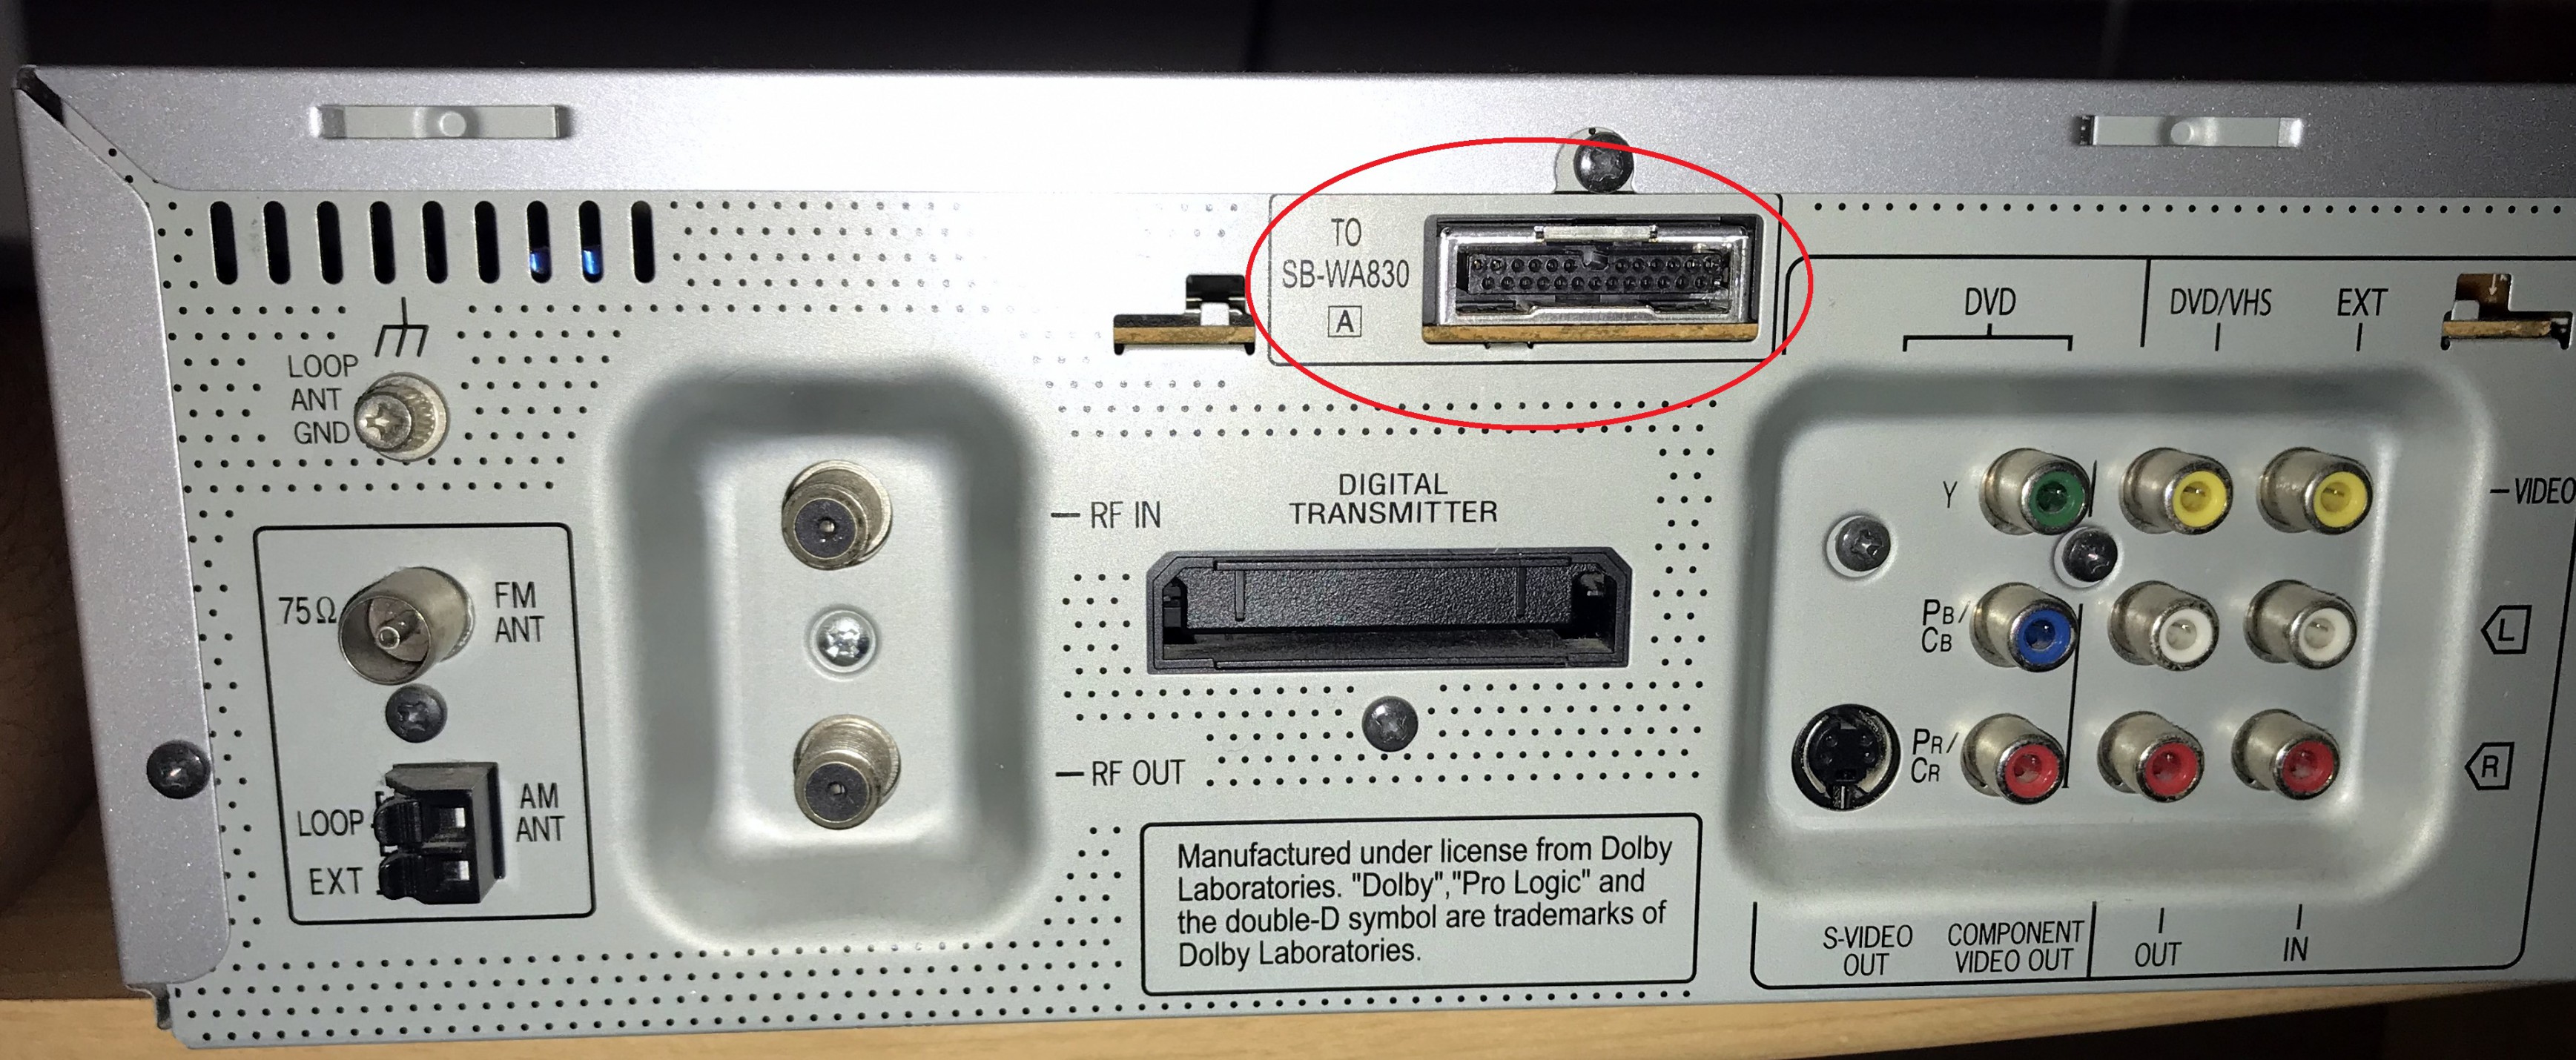 TO
SB-WA830
A
DVD
DVD/VHS
EXT
LOOP
ANT
GND
75Ω
FM
ANT
LOOP
EXT
AM
ANT
RF IN
RF OUT
DIGITAL
TRANSMITTER
Manufactured under license from Dolby
Laboratories. "Dolby","Pro Logic" and
the double-D symbol are trademarks of
Dolby Laboratories.
Y
PB/
CB
PR/
CR
VIDEO
L
R
S-VIDEO
OUT
COMPONENT
VIDEO OUT
OUT
IN